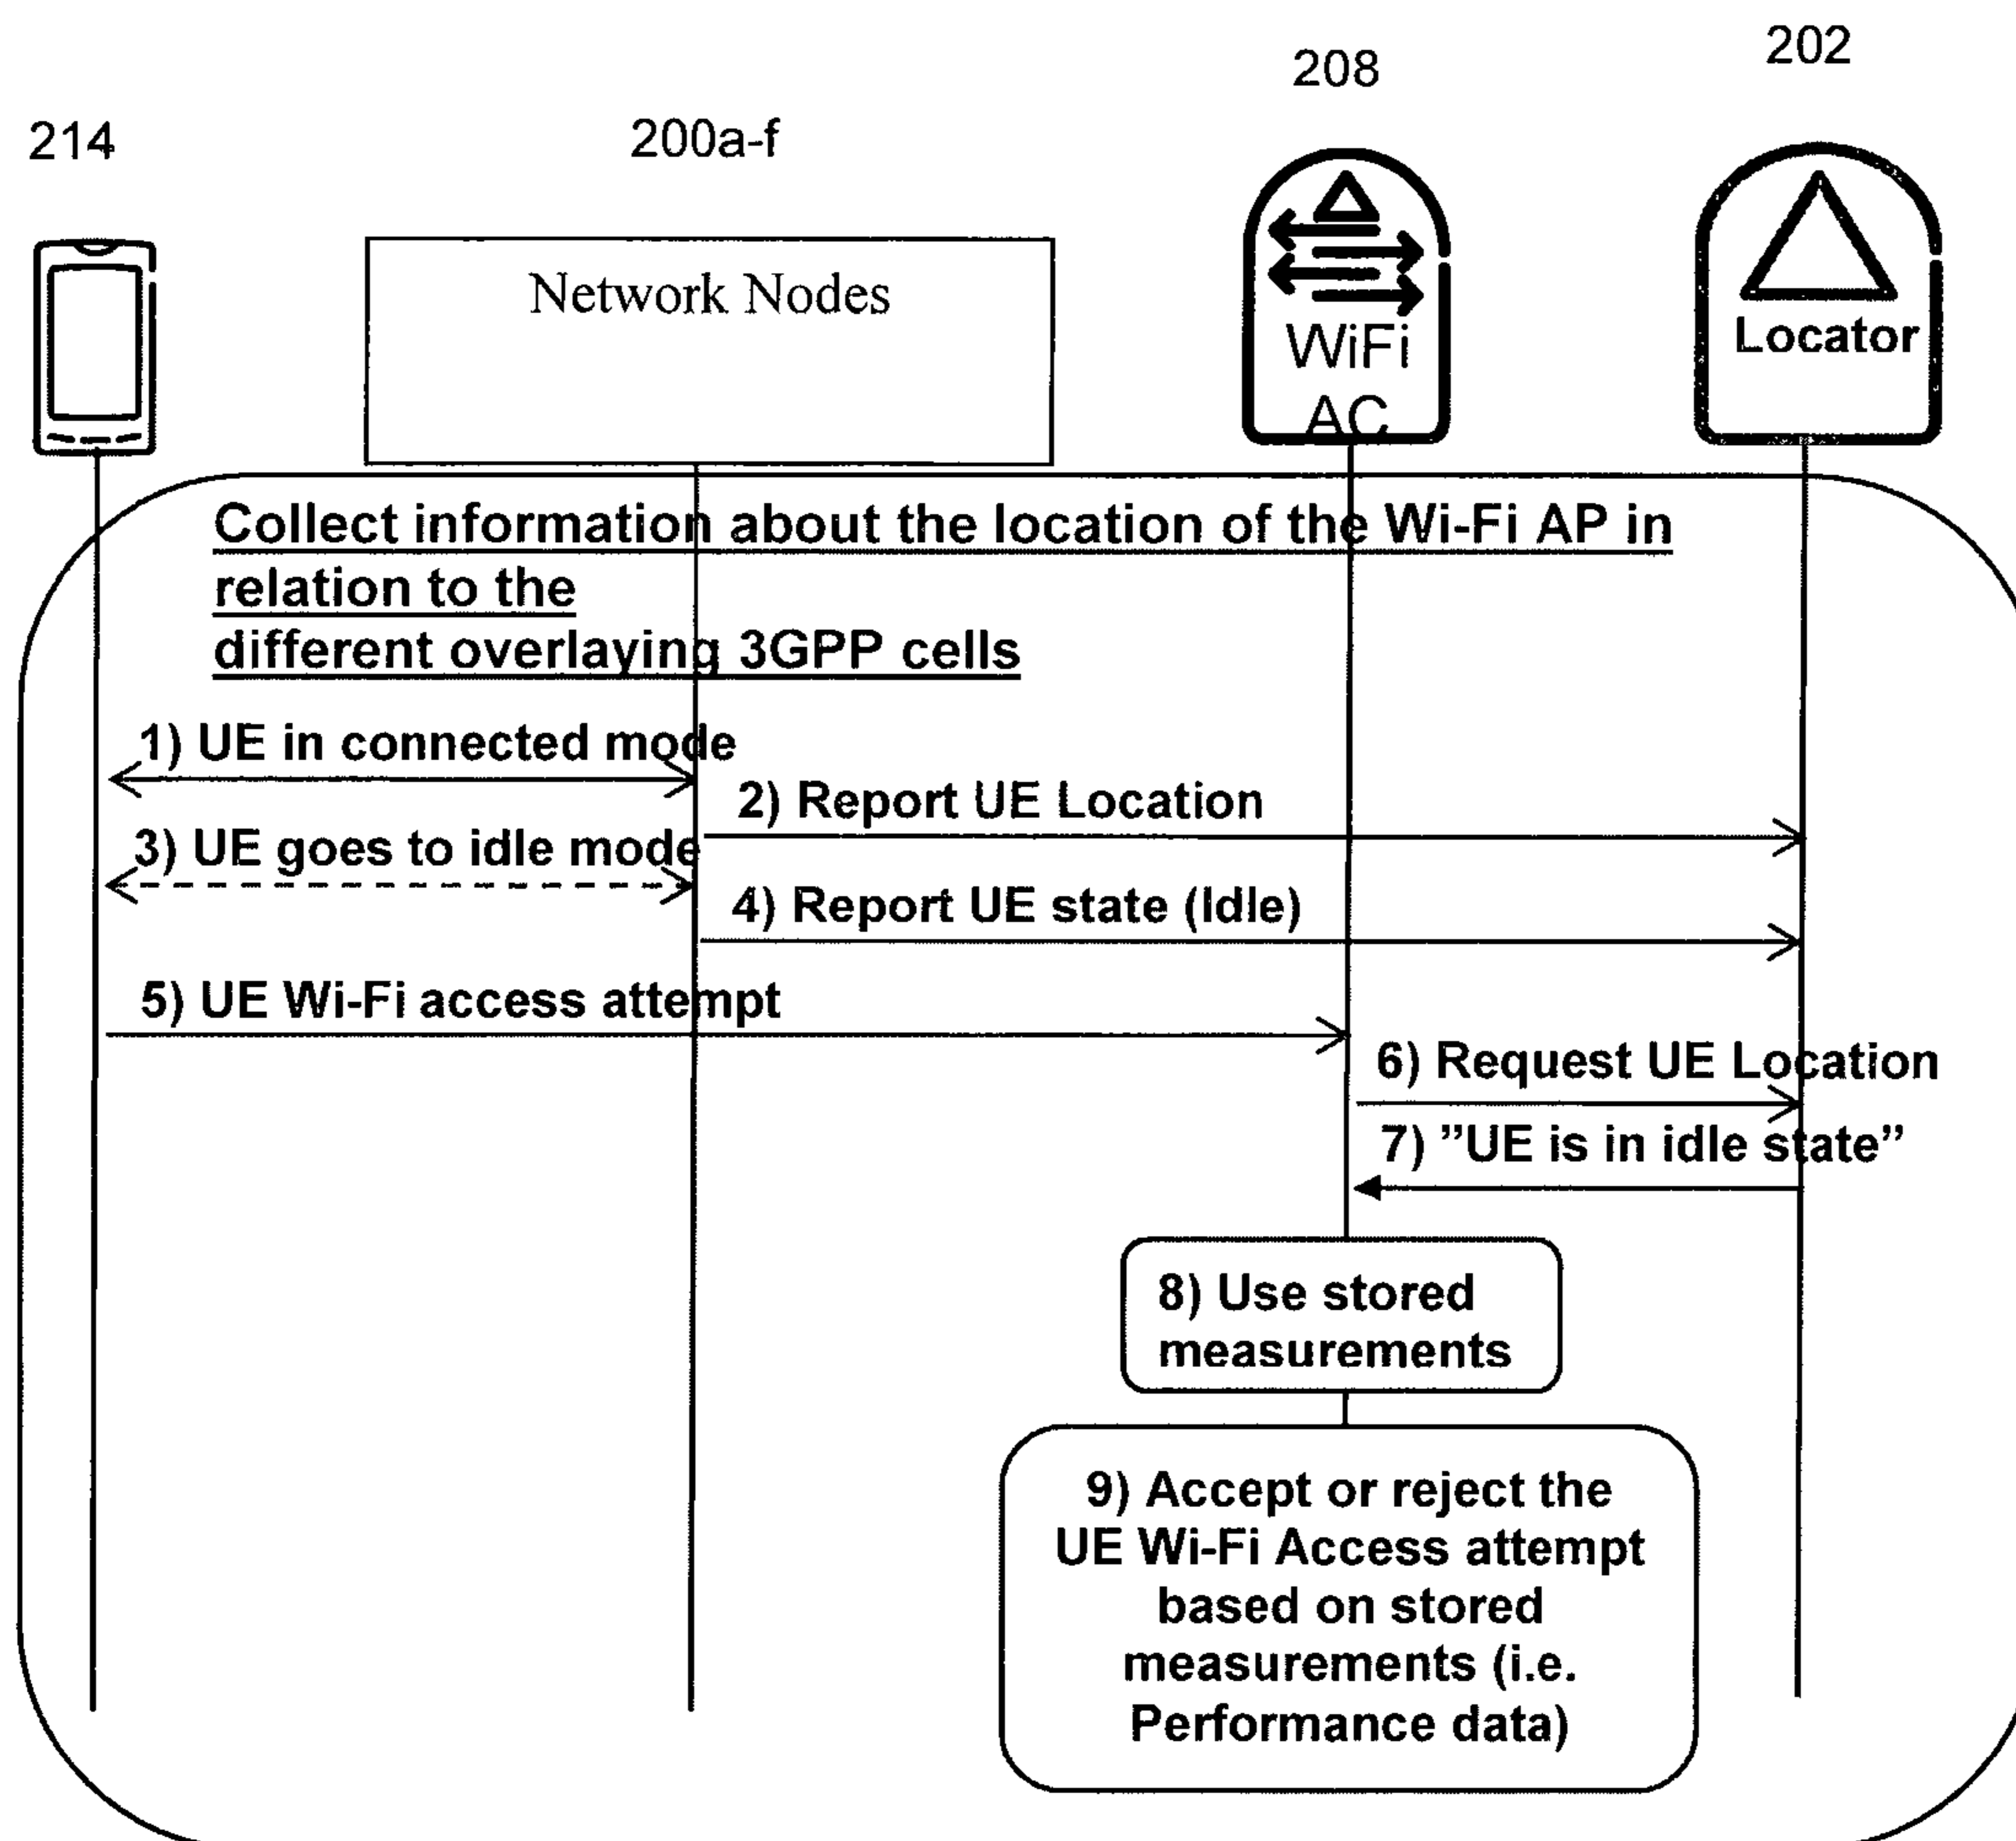 202
208
214
200a-f
Network Nodes
WiFi
AC
Locator
Collect information about the location of the Wi-Fi AP in
relation to the
different overlaying 3GPP cells
1) UE in connected mode
2) Report UE Location
3) UE goes to idle mode
4) Report UE state (Idle)
5) UE Wi-Fi access attempt
6) Request UE Location
7) ”UE is in idle state”
8) Use stored
measurements
9) Accept or reject the
UE Wi-Fi Access attempt
based on stored
measurements (i.e.
Performance data)